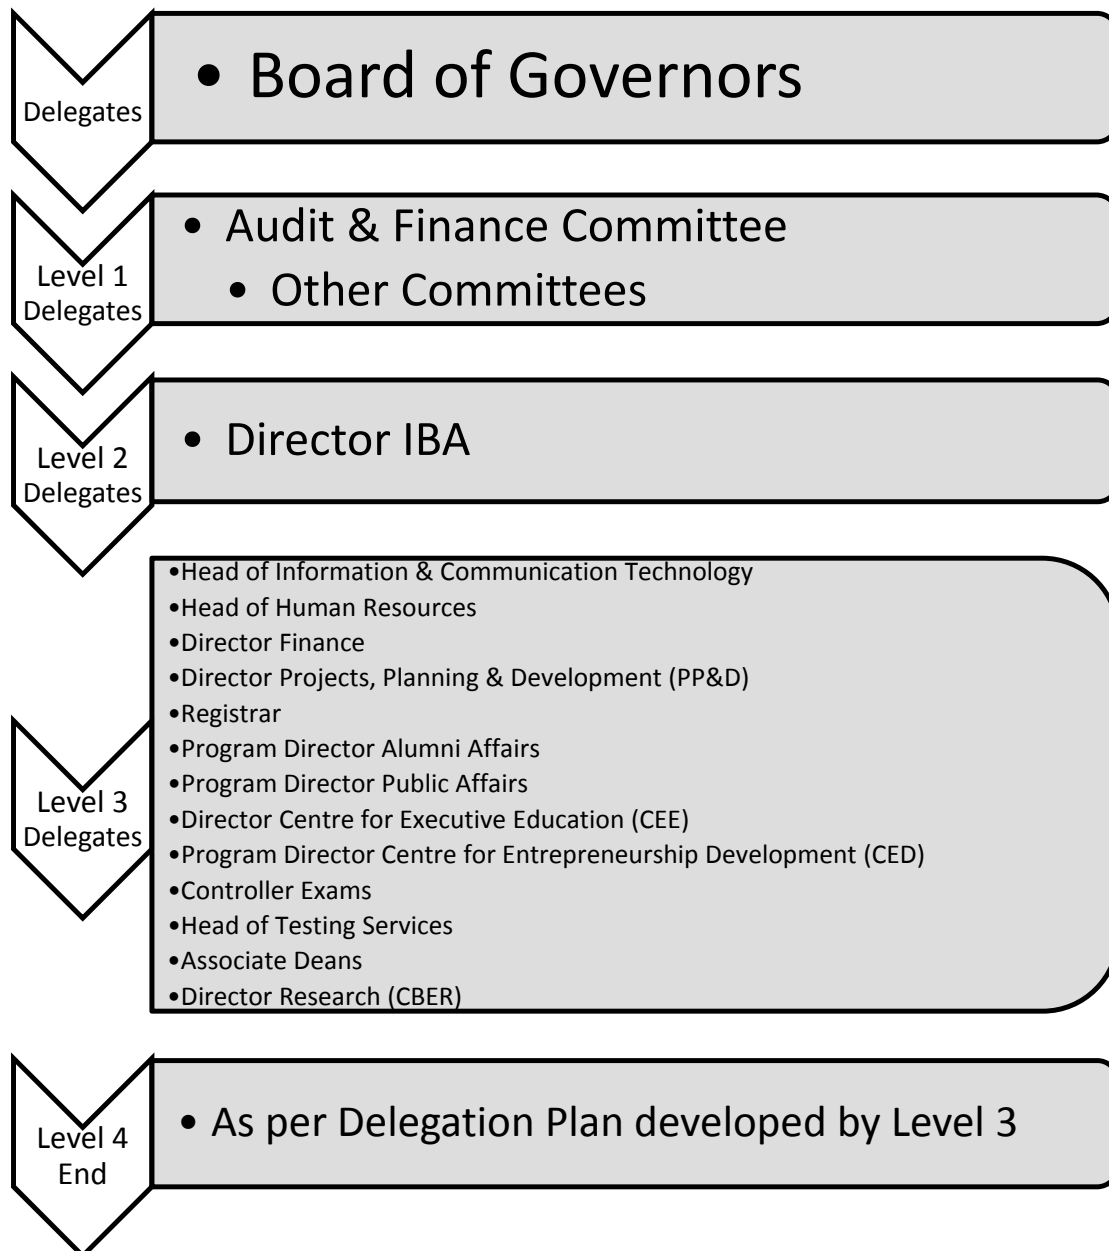 Delegates
• Board of Governors
Level 1
Delegates
• Audit & Finance Committee
• Other Committees
Level 2
Delegates
• Director IBA
Level 3
Delegates
•Head of Information & Communication Technology
•Head of Human Resources
•Director Finance
•Director Projects, Planning & Development (PP&D)
•Registrar
•Program Director Alumni Affairs
•Program Director Public Affairs
•Director Centre for Executive Education (CEE)
•Program Director Centre for Entrepreneurship Development (CED)
•Controller Exams
•Head of Testing Services
•Associate Deans
•Director Research (CBER)
Level 4
End
• As per Delegation Plan developed by Level 3